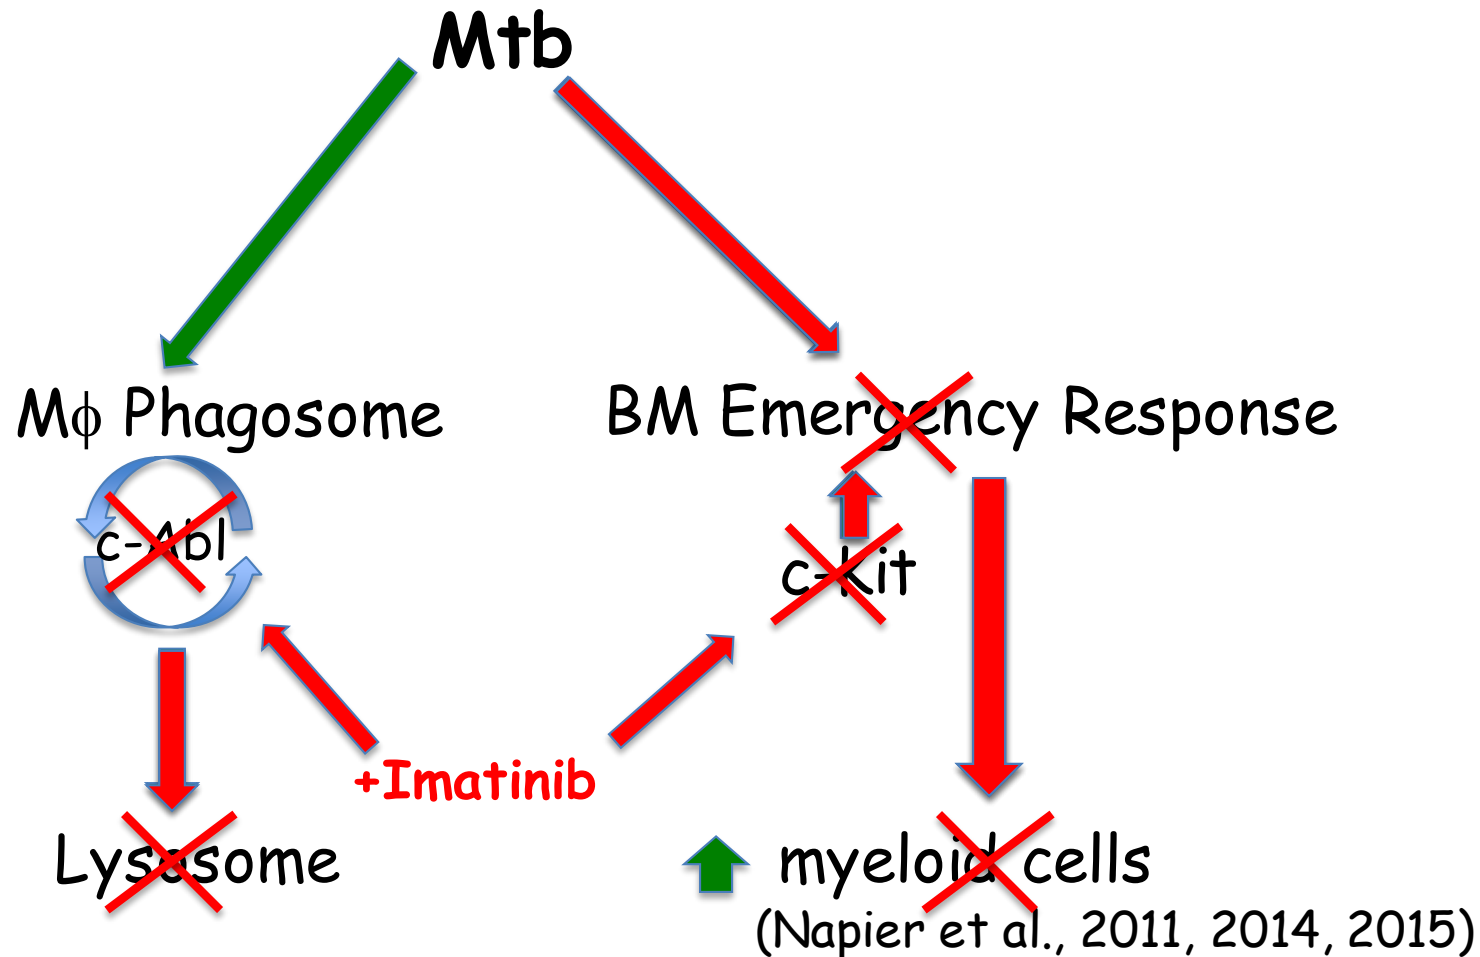 Mtb
Mϕ Phagosome
BM Emergency Response
c-Abl
c-Kit
+Imatinib
Lysosome
myeloid cells
(Napier et al., 2011, 2014, 2015)